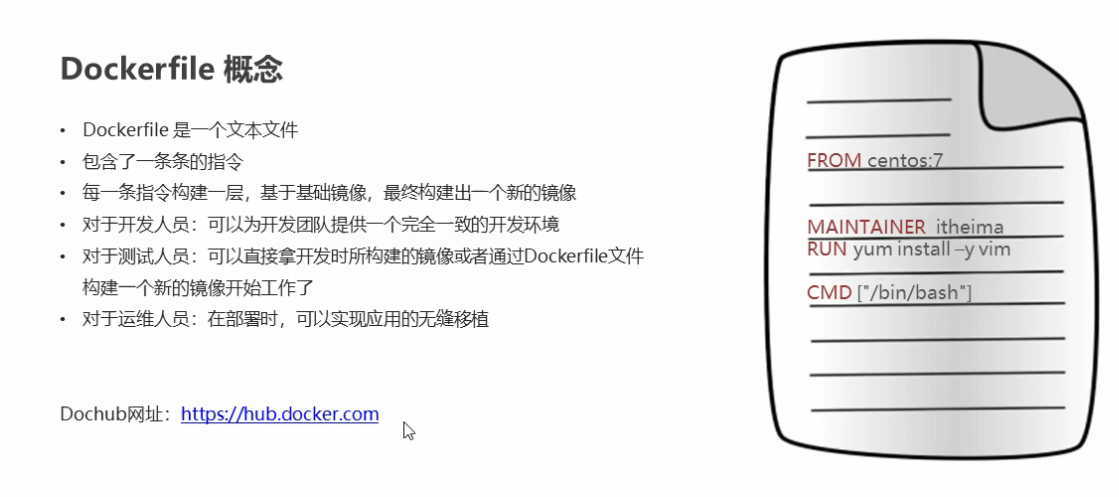 Dockerfile 概念
• Dockerfile 是一个文本文件
• 包含了一条条的指令
• 每一条指令构建一层，基于基础镜像，最终构建出一个新的镜像
• 对于开发人员：可以为开发团队提供一个完全一致的开发环境
• 对于测试人员：可以直接拿开发时所构建的镜像或者通过Dockerfile文件
构建一个新的镜像开始工作了
• 对于运维人员：在部署时，可以实现应用的无缝移植
Dochub网址：https://hub.docker.com
FROM centos:7
MAINTAINER itheima
RUN yum install –y vim
CMD ["/bin/bash"]